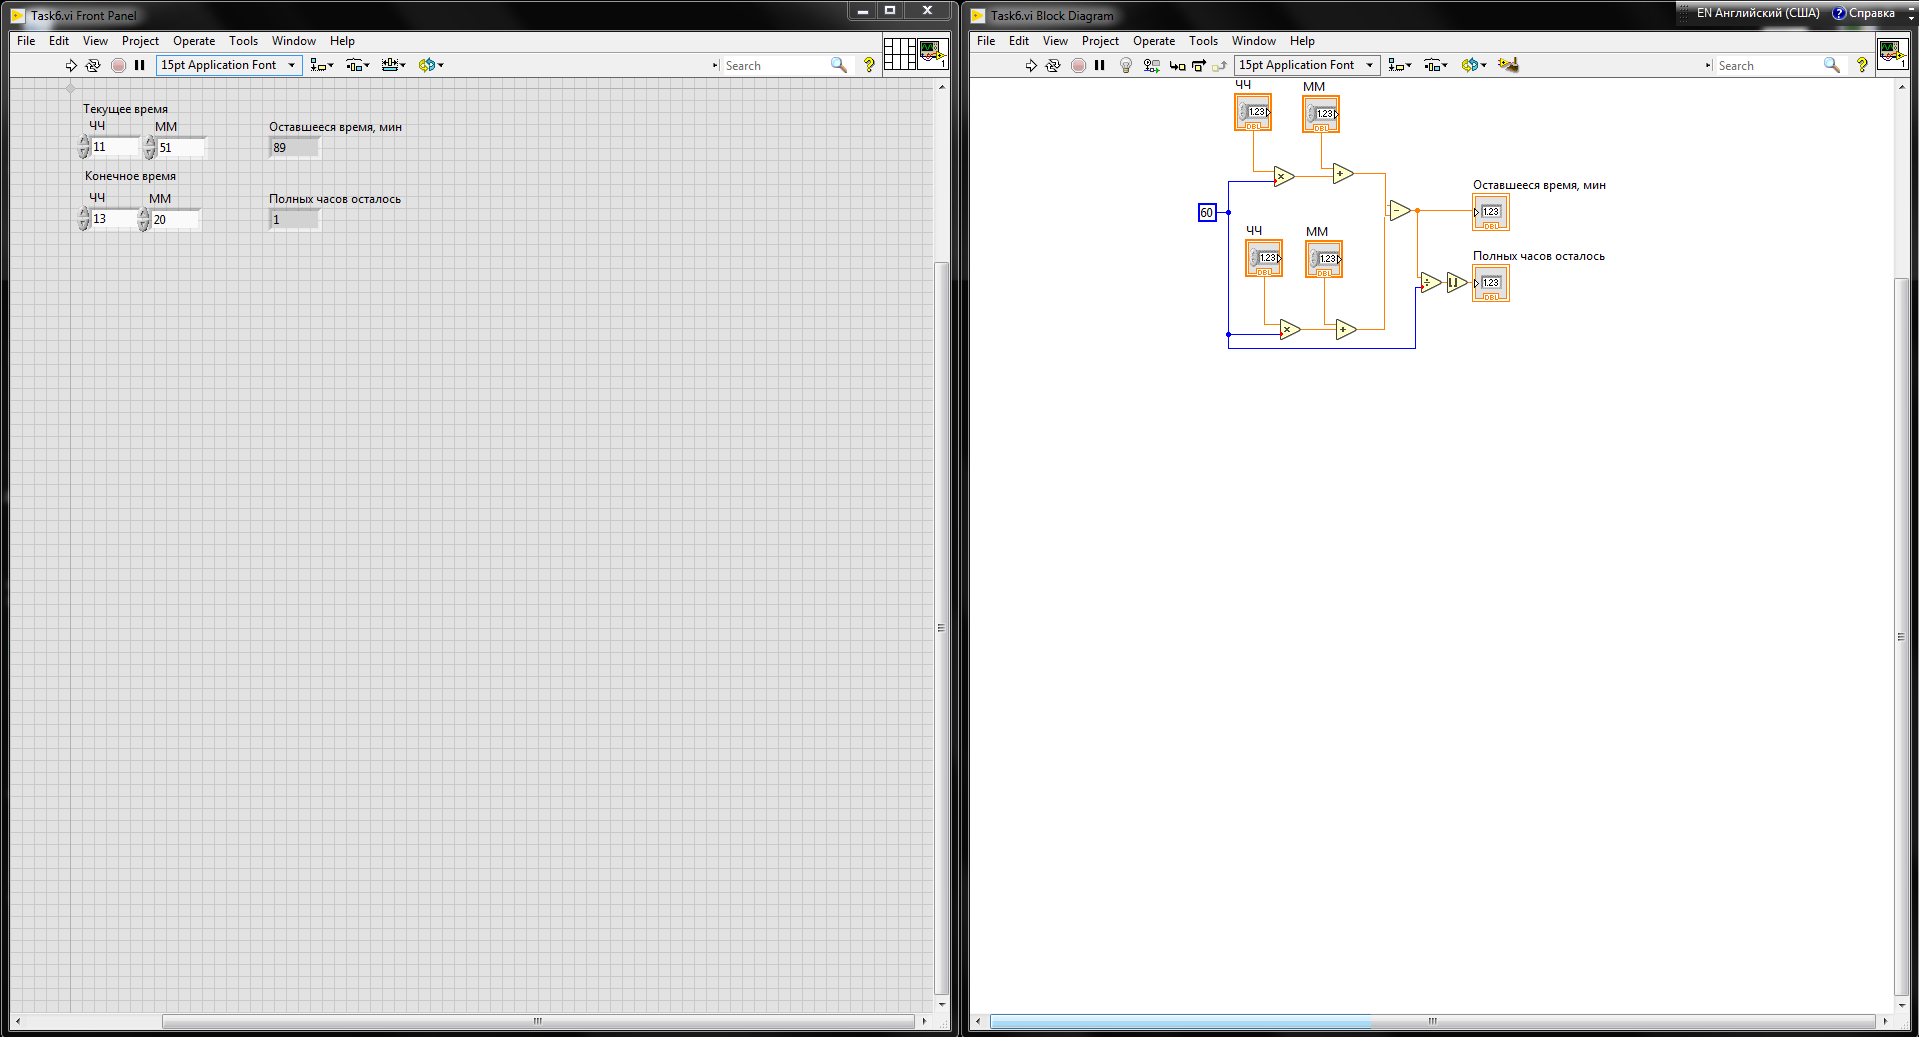 Task6.vi Front Panel
File Edit View Project Operate Tools Window Help
15pt Application Font
Search
1
Текущее время
ЧЧ ММ
11 51
Оставшееся время, мин
89
Конечное время
ЧЧ ММ
13 20
Полных часов осталось
1
Task6.vi Block Diagram
EN Английский (США) Справка
File Edit View Project Operate Tools Window Help
15pt Application Font
Search
1
ЧЧ ММ
1.23 1.23
DBL DBL
60
Оставшееся время, мин
1.23
DBL
ЧЧ ММ
1.23 1.23
DBL DBL
Полных часов осталось
1.23
DBL